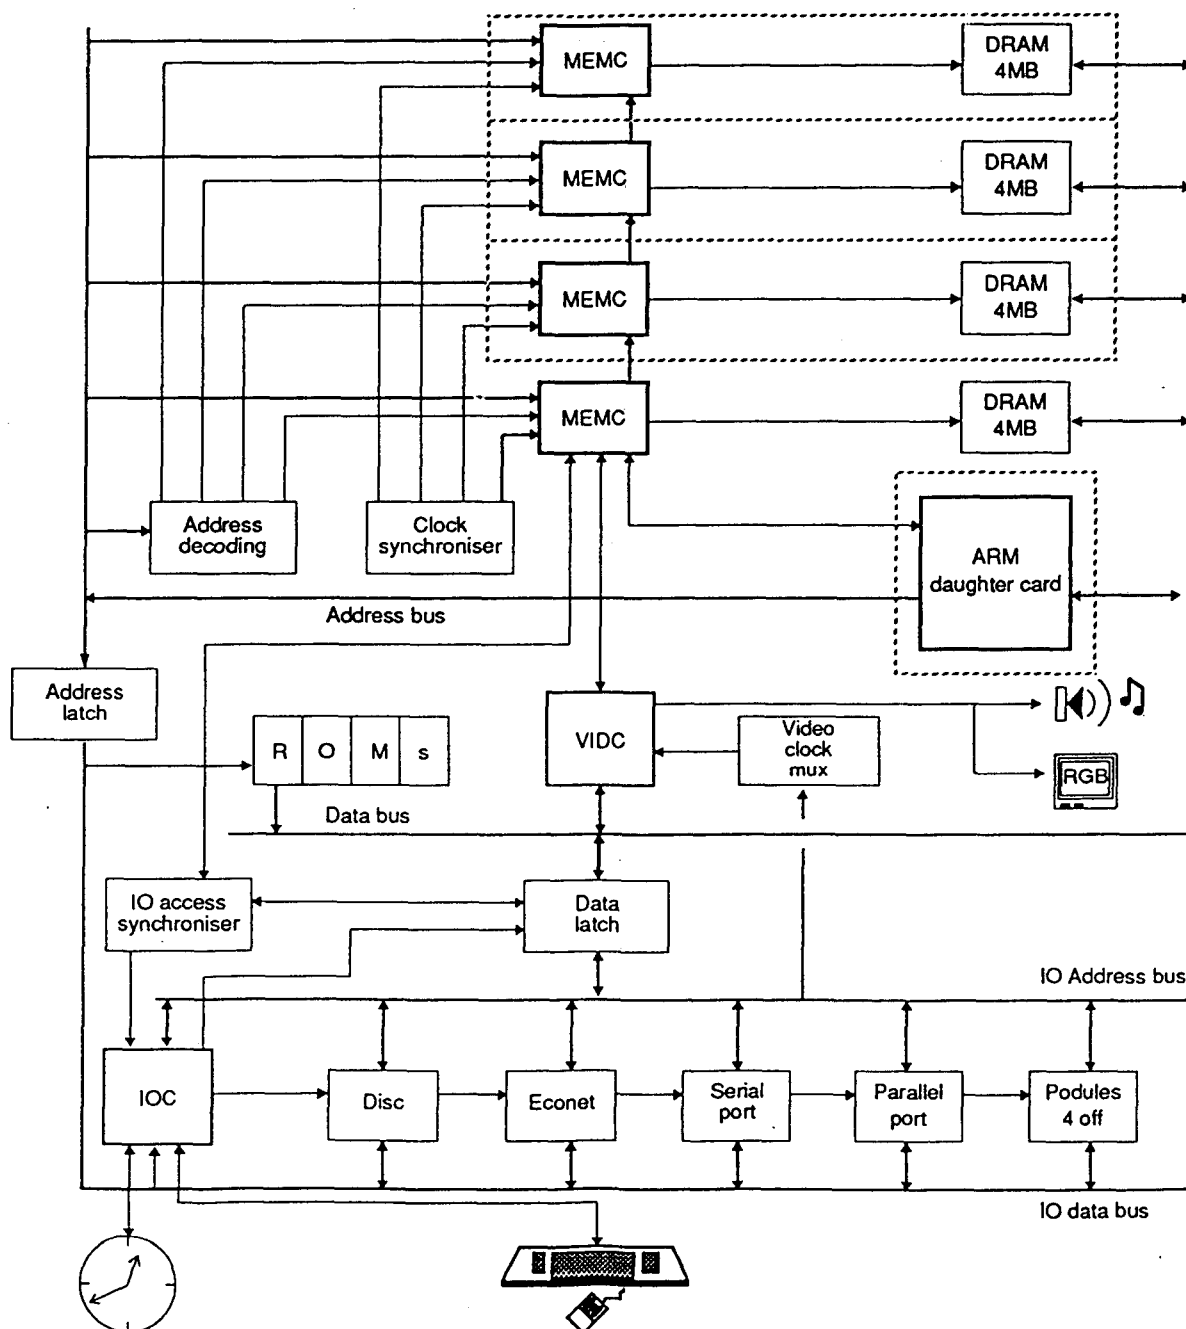 MEMC
DRAM
4MB
MEMC
DRAM
4MB
MEMC
DRAM
4MB
MEMC
DRAM
4MB
Address
decoding
Clock
synchroniser
ARM
daughter card
Address bus
Address
latch
R O M s
VIDC
Video
clock
mux
RGB
Data bus
IO access
synchroniser
Data
latch
IO Address bus
IOC
Disc
Econet
Serial
port
Parallel
port
Podules
4 off
IO data bus